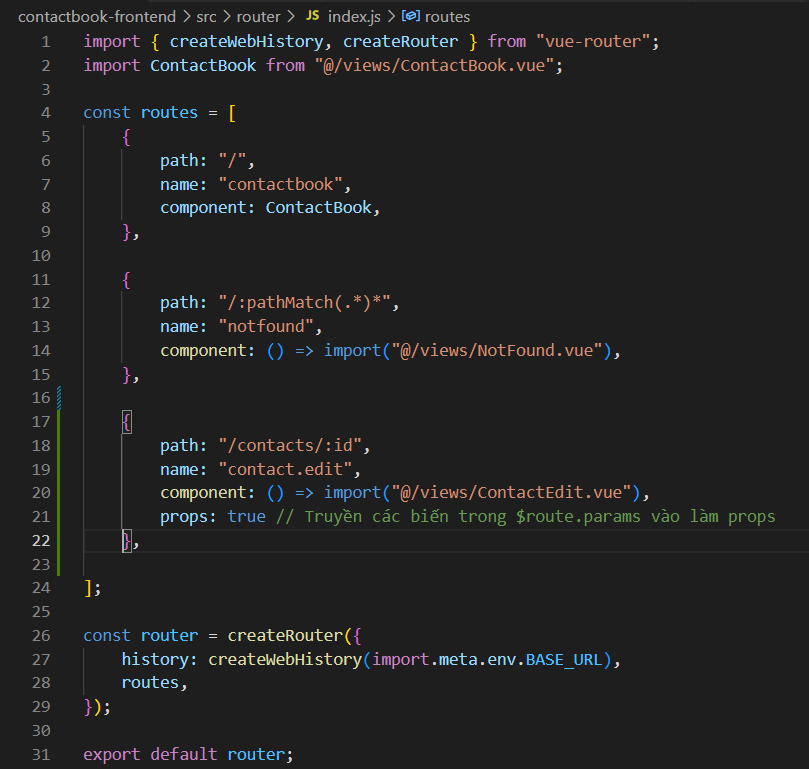 contactbook-frontend > src > router > JS index.js > routes
1 import { createWebHistory, createRouter } from "vue-router";
2 import ContactBook from "@/views/ContactBook.vue";
3
4 const routes = [
5 {
6 path: "/",
7 name: "contactbook",
8 component: ContactBook,
9 },
10
11 {
12 path: "/:pathMatch(.*)*",
13 name: "notfound",
14 component: () => import("@/views/NotFound.vue"),
15 },
16
17 {
18 path: "/contacts/:id",
19 name: "contact.edit",
20 component: () => import("@/views/ContactEdit.vue"),
21 props: true // Truyền các biến trong $route.params vào làm props
22 },
23
24 ];
25
26 const router = createRouter({
27 history: createWebHistory(import.meta.env.BASE_URL),
28 routes,
29 });
30
31 export default router;